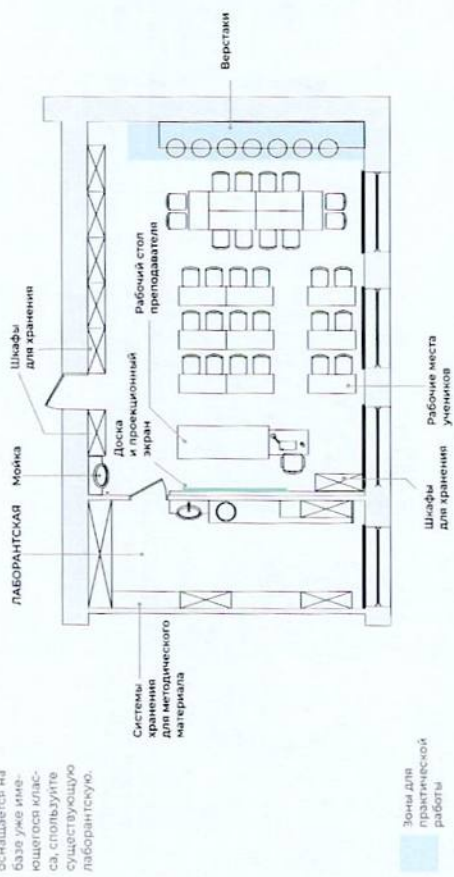 оснащается на
базе уже име-
ющегося клас-
са, спользуйте
существующую
лаборантскую.
ЛАБОРАНТСКАЯ
Мойка
Шкафы
для хранения
Доска
и проекционный
экран
Рабочий стол
преподавателя
Верстаки
Системы
хранения
для методического
материала
Шкафы
для хранения
Рабочие места
учеников
Зоны для
практической
работы